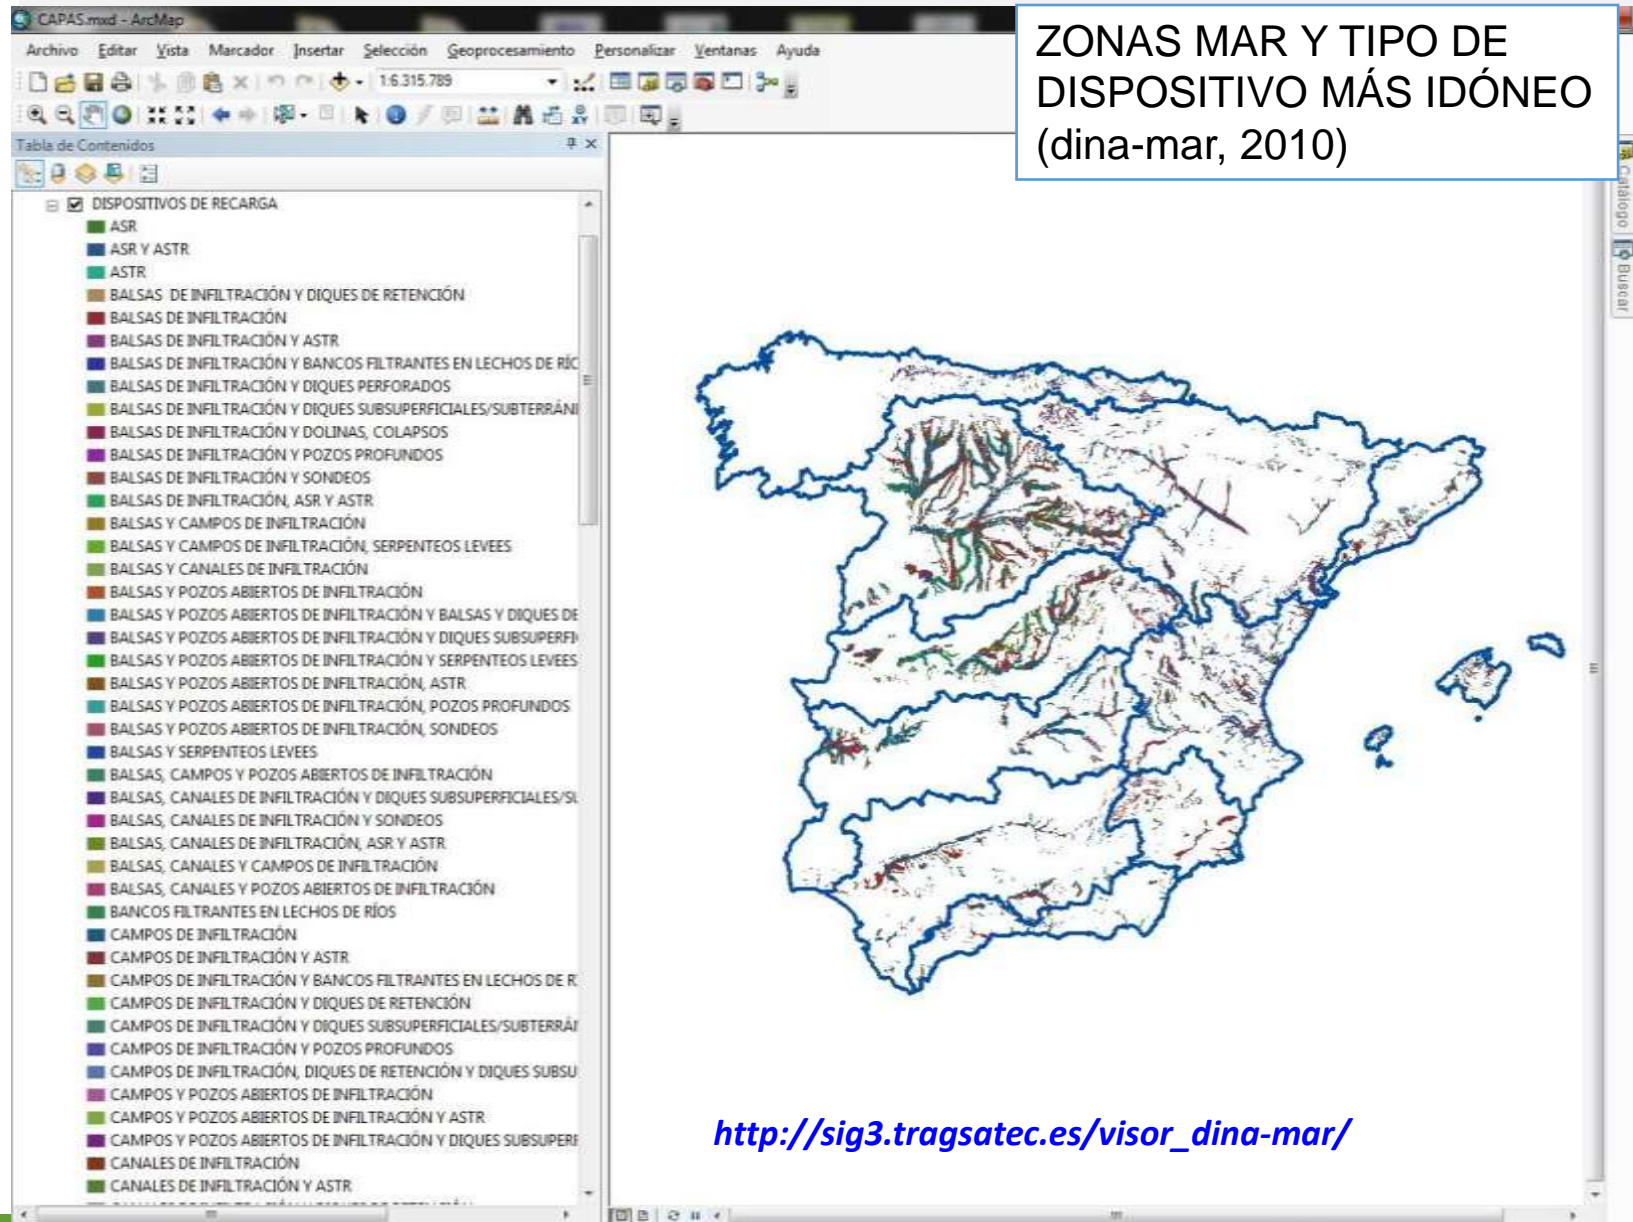 CAPAS.mxd - ArcMap
Archivo Editar Vista Marcador Insertar Selección Geoprocesamiento Personalizar Ventanas Ayuda
1:6.315.789
ZONAS MAR Y TIPO DE
DISPOSITIVO MÁS IDÓNEO
(dina-mar, 2010)
Tabla de Contenidos
DISPOSITIVOS DE RECARGA
ASR
ASR Y ASTR
ASTR
BALSAS DE INFILTRACIÓN Y DIQUES DE RETENCIÓN
BALSAS DE INFILTRACIÓN
BALSAS DE INFILTRACIÓN Y ASTR
BALSAS DE INFILTRACIÓN Y BANCOS FILTRANTES EN LECHOS DE RÍO
BALSAS DE INFILTRACIÓN Y DIQUES PERFORADOS
BALSAS DE INFILTRACIÓN Y DIQUES SUBSUPERFICIALES/SUBTERRÁN
BALSAS DE INFILTRACIÓN Y DOLINAS, COLAPSOS
BALSAS DE INFILTRACIÓN Y POZOS PROFUNDOS
BALSAS DE INFILTRACIÓN Y SONDEOS
BALSAS DE INFILTRACIÓN, ASR Y ASTR
BALSAS Y CAMPOS DE INFILTRACIÓN
BALSAS Y CAMPOS DE INFILTRACIÓN, SERPENTEOS LEVEES
BALSAS Y CANALES DE INFILTRACIÓN
BALSAS Y POZOS ABIERTOS DE INFILTRACIÓN
BALSAS Y POZOS ABIERTOS DE INFILTRACIÓN Y BALSAS Y DIQUES DE
BALSAS Y POZOS ABIERTOS DE INFILTRACIÓN Y DIQUES SUBSUPERFI
BALSAS Y POZOS ABIERTOS DE INFILTRACIÓN Y SERPENTEOS LEVEES
BALSAS Y POZOS ABIERTOS DE INFILTRACIÓN, ASTR
BALSAS Y POZOS ABIERTOS DE INFILTRACIÓN, POZOS PROFUNDOS
BALSAS Y POZOS ABIERTOS DE INFILTRACIÓN, SONDEOS
BALSAS Y SERPENTEOS LEVEES
BALSAS, CAMPOS Y POZOS ABIERTOS DE INFILTRACIÓN
BALSAS, CANALES DE INFILTRACIÓN Y DIQUES SUBSUPERFICIALES/SU
BALSAS, CANALES DE INFILTRACIÓN Y SONDEOS
BALSAS, CANALES DE INFILTRACIÓN, ASR Y ASTR
BALSAS, CANALES Y CAMPOS DE INFILTRACIÓN
BALSAS, CANALES Y POZOS ABIERTOS DE INFILTRACIÓN
BANCOS FILTRANTES EN LECHOS DE RÍOS
CAMPOS DE INFILTRACIÓN
CAMPOS DE INFILTRACIÓN Y ASTR
CAMPOS DE INFILTRACIÓN Y BANCOS FILTRANTES EN LECHOS DE R
CAMPOS DE INFILTRACIÓN Y DIQUES DE RETENCIÓN
CAMPOS DE INFILTRACIÓN Y DIQUES SUBSUPERFICIALES/SUBTERRÁ
CAMPOS DE INFILTRACIÓN Y POZOS PROFUNDOS
CAMPOS DE INFILTRACIÓN, DIQUES DE RETENCIÓN Y DIQUES SUBSU
CAMPOS Y POZOS ABIERTOS DE INFILTRACIÓN
CAMPOS Y POZOS ABIERTOS DE INFILTRACIÓN Y ASTR
CAMPOS Y POZOS ABIERTOS DE INFILTRACIÓN Y DIQUES SUBSUPERF
CANALES DE INFILTRACIÓN
CANALES DE INFILTRACIÓN Y ASTR
Catálogo
Buscar
http://sig3.tragsatec.es/visor_dina-mar/